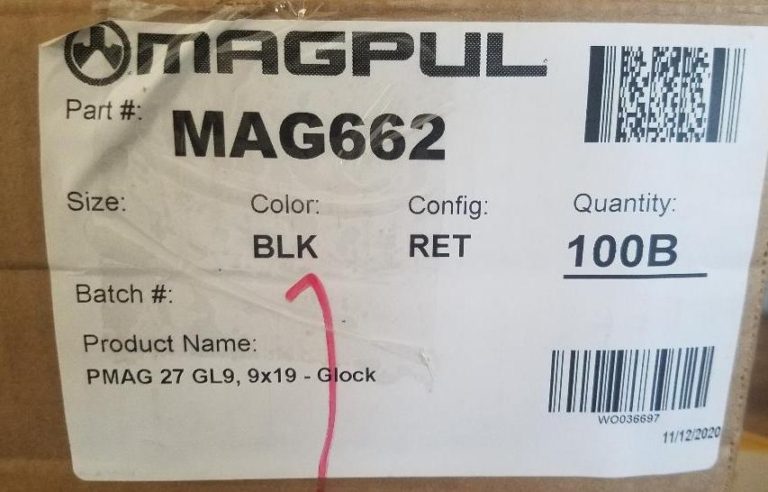 MAGPUL
Part #:
MAG662
Size:
Color: BLK
Config: RET
Quantity: 100B
Batch #:
Product Name:
PMAG 27 GL9, 9x19 - Glock
WO036697
11/12/2020